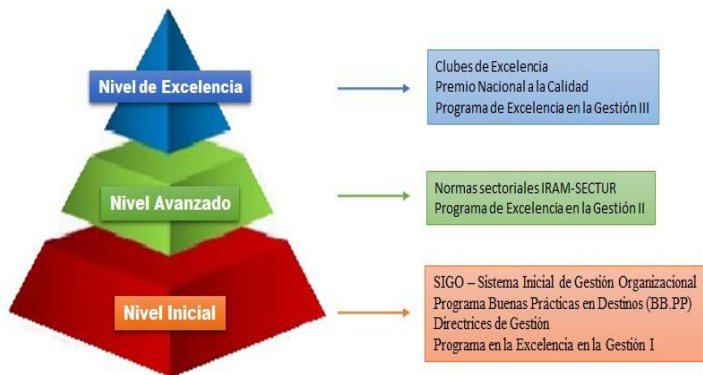 Nivel de Excelencia
Clubes de Excelencia
Premio Nacional a la Calidad
Programa de Excelencia en la Gestión III
Nivel Avanzado
Normas sectoriales IRAM-SECTUR
Programa de Excelencia en la Gestión II
Nivel Inicial
SIGO – Sistema Inicial de Gestión Organizacional
Programa Buenas Prácticas en Destinos (BB.PP)
Directrices de Gestión
Programa en la Excelencia en la Gestión I